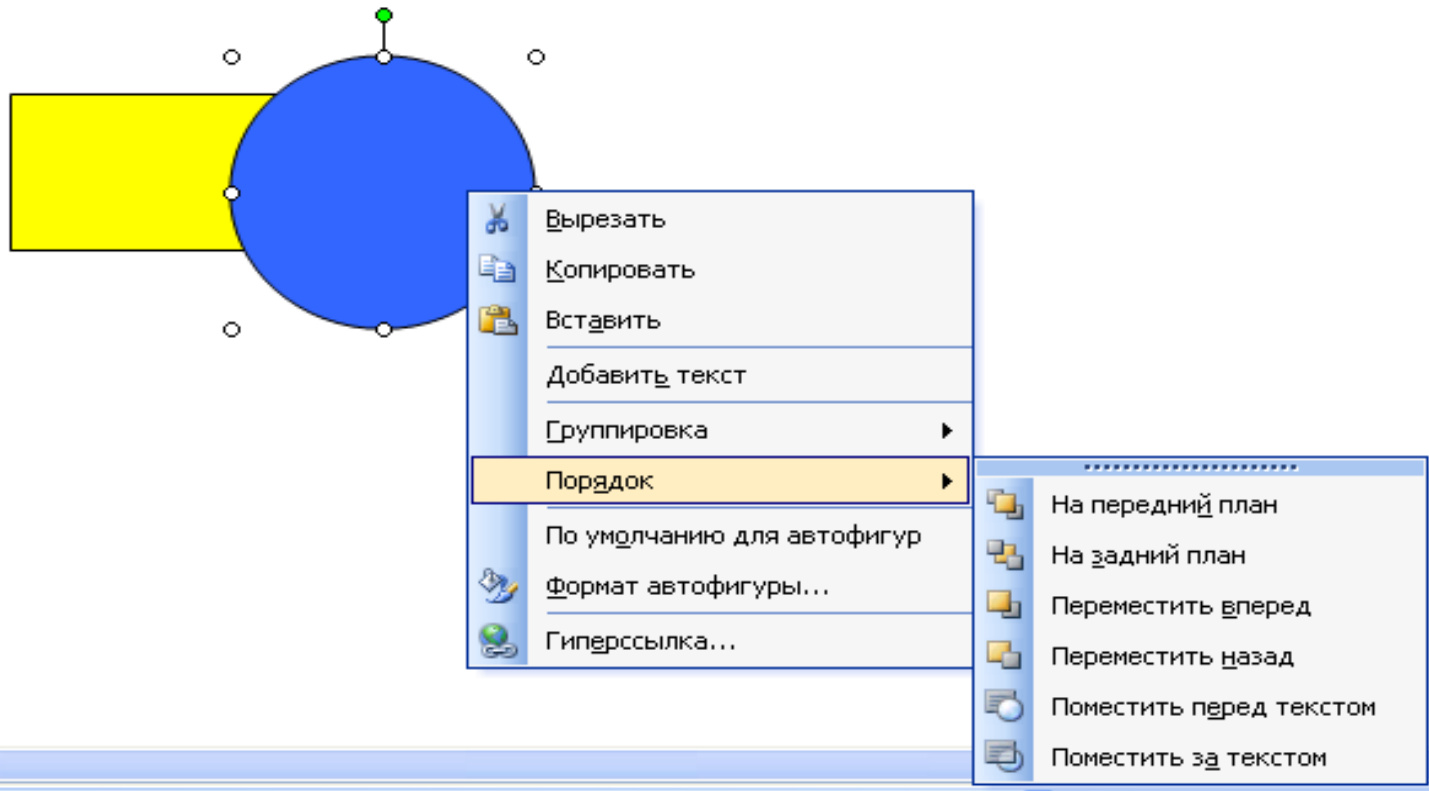 Вырезать
Копировать
Вставить
Добавить текст
Группировка
Порядок
По умолчанию для автофигур
Формат автофигуры...
Гиперссылка...
На передний план
На задний план
Переместить вперед
Переместить назад
Поместить перед текстом
Поместить за текстом